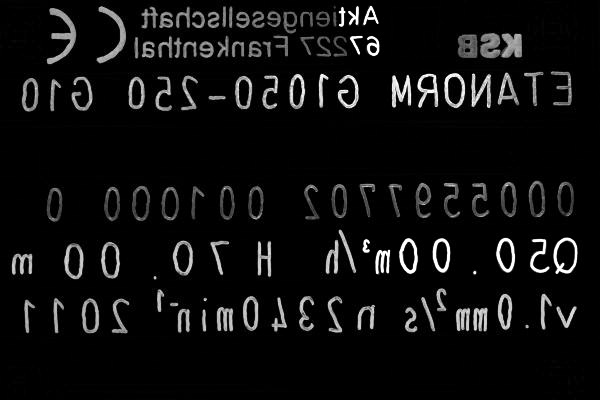 Aktiengesellschaft
KSB 67227 Frankenthal CE
ETANORM G1050-250 G10
0005597702 001000 0
Q50.00m³/h H 70.00 m
v1.0mm²/s n2340min⁻¹ 2011